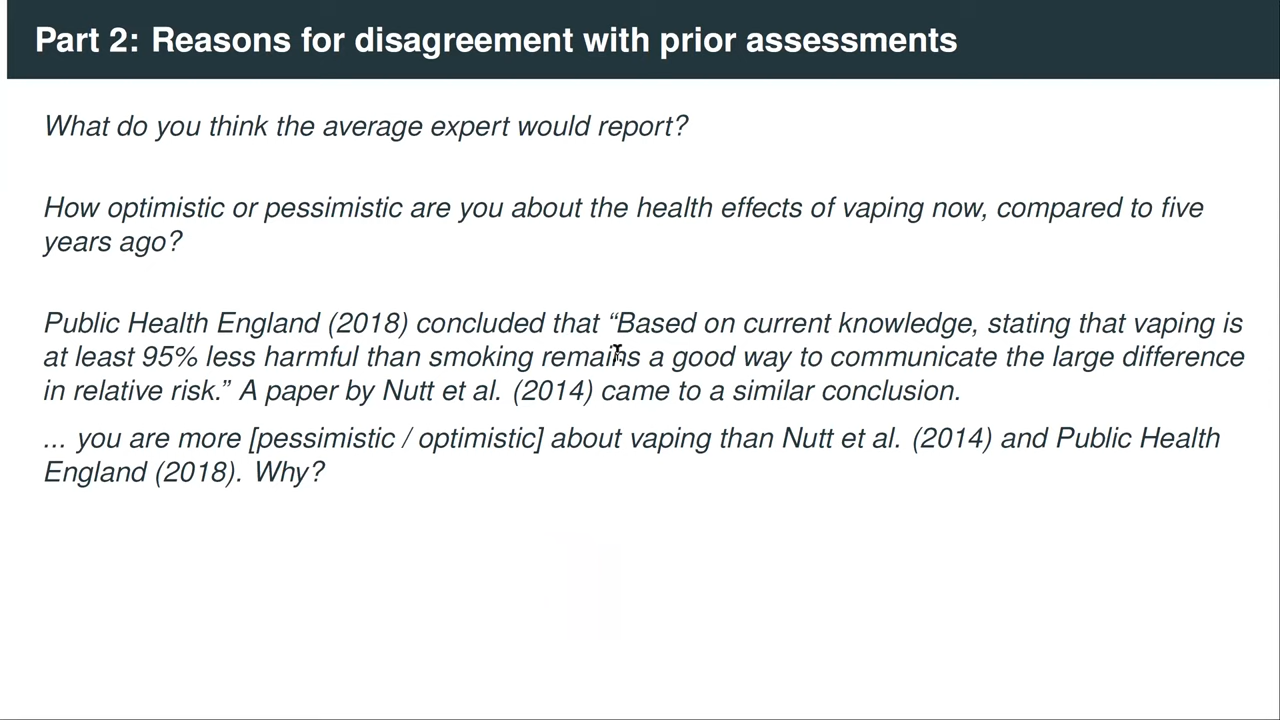 Part 2: Reasons for disagreement with prior assessments
What do you think the average expert would report?
How optimistic or pessimistic are you about the health effects of vaping now, compared to five
years ago?
Public Health England (2018) concluded that “Based on current knowledge, stating that vaping is
at least 95% less harmful than smoking remains a good way to communicate the large difference
in relative risk.” A paper by Nutt et al. (2014) came to a similar conclusion.
... you are more [pessimistic / optimistic] about vaping than Nutt et al. (2014) and Public Health
England (2018). Why?